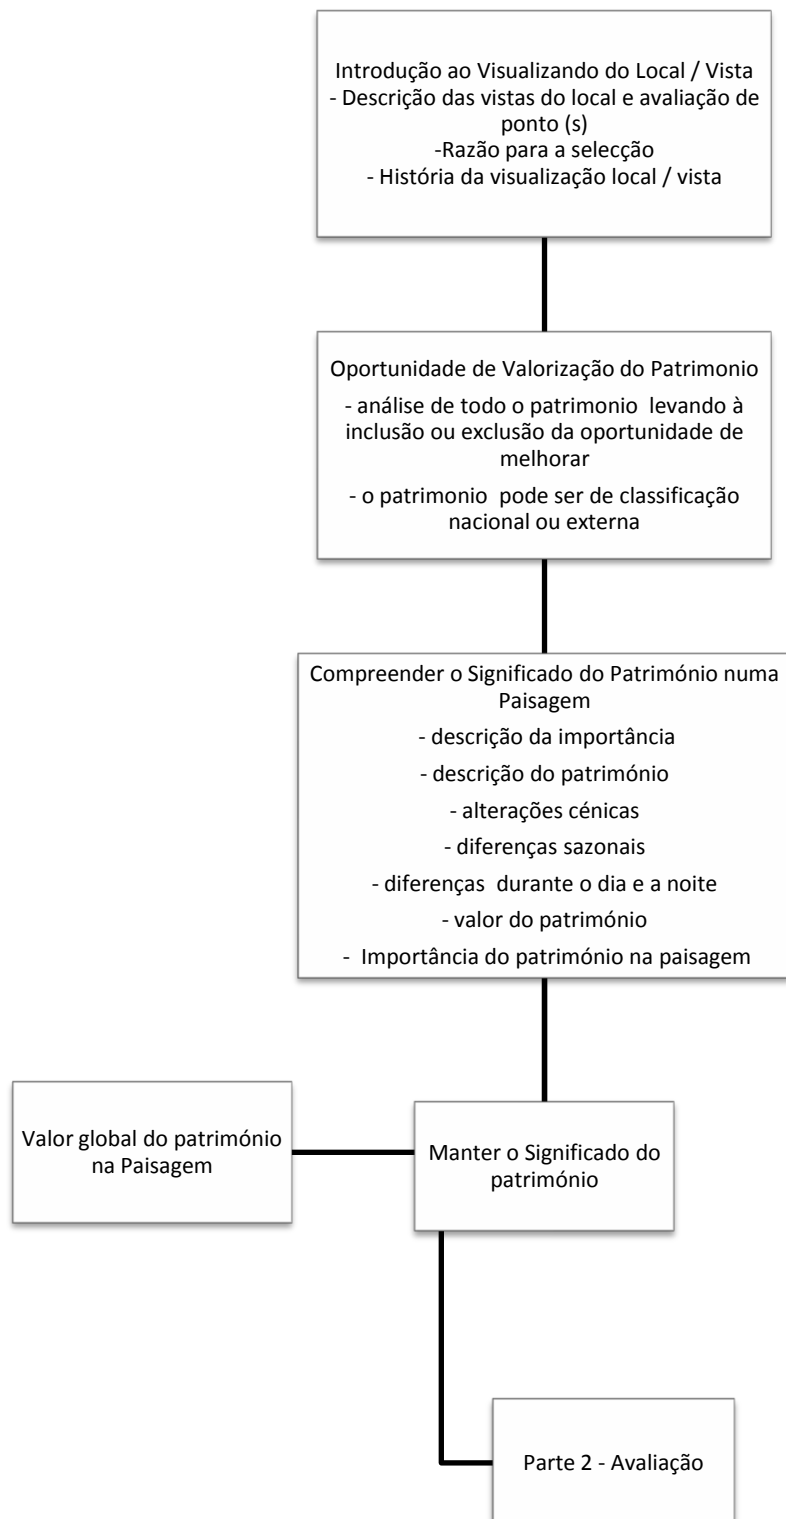 Introdução ao Visualizando do Local / Vista
- Descrição das vistas do local e avaliação de
ponto (s)
-Razão para a selecção
- História da visualização local / vista
Oportunidade de Valorização do Patrimonio
- análise de todo o patrimonio levando à
inclusão ou exclusão da oportunidade de
melhorar
- o patrimonio pode ser de classificação
nacional ou externa
Compreender o Significado do Património numa
Paisagem
- descrição da importância
- descrição do património
- alterações cénicas
- diferenças sazonais
- diferenças durante o dia e a noite
- valor do património
- Importância do património na paisagem
Valor global do património
na Paisagem
Manter o Significado do
património
Parte 2 - Avaliação